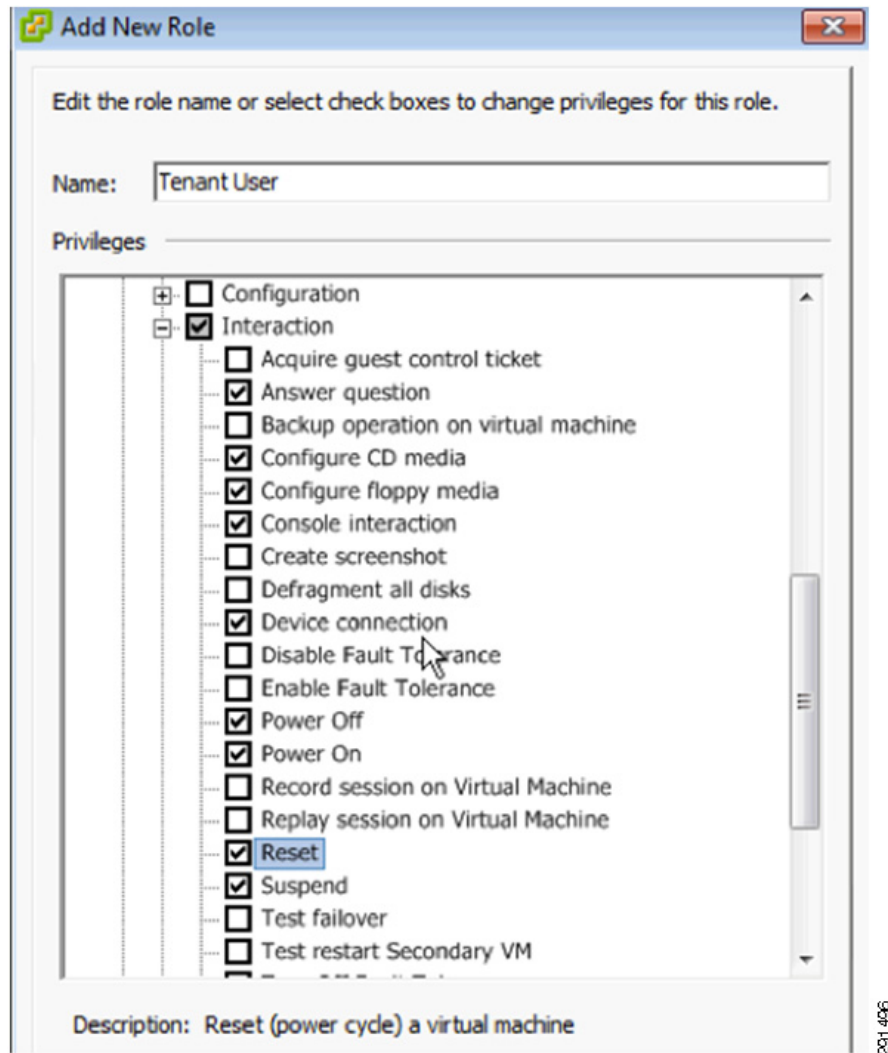 Add New Role
Edit the role name or select check boxes to change privileges for this role.
Name: Tenant User
Privileges
Configuration
Interaction
Acquire guest control ticket
Answer question
Backup operation on virtual machine
Configure CD media
Configure floppy media
Console interaction
Create screenshot
Defragment all disks
Device connection
Disable Fault Tolerance
Enable Fault Tolerance
Power Off
Power On
Record session on Virtual Machine
Replay session on Virtual Machine
Reset
Suspend
Test failover
Test restart Secondary VM
Description: Reset (power cycle) a virtual machine
291496